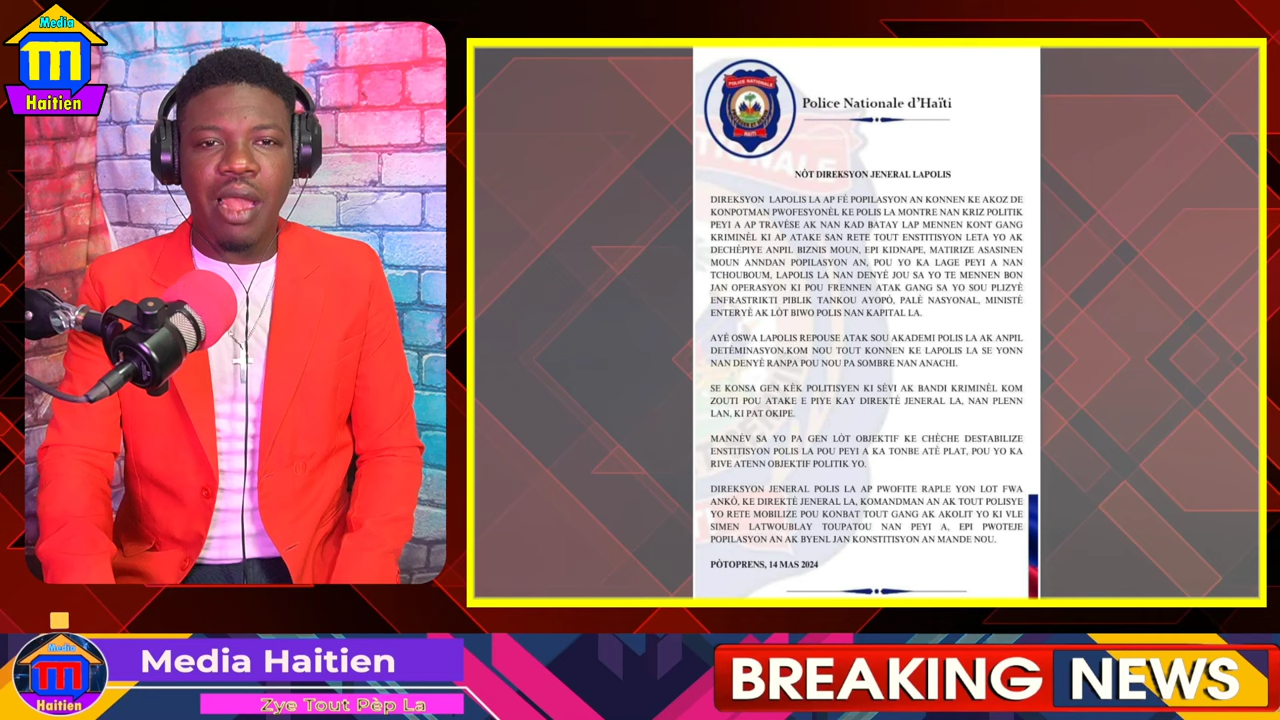 Media
M
Haitien
POLICE NATIONALE
HAITI
Police Nationale d'Haïti
NÒT DIREKSYON JENERAL LAPOLIS
DIREKSYON LAPOLIS LA AP FÈ POPILASYON AN KONNEN KE AKOZ DE
KONPOTMAN PWOFESYONÈL KE POLIS LA MONTRE NAN KRIZ POLITIK
PEYI A AP TRAVÈSE AK NAN KAD BATAY LAP MENNEN KONT GANG
KRIMINÈL KI AP ATAKE SAN RETE TOUT ENSTITISYON LETA YO AK
DECHÈPIYE ANPIL BIZNIS MOUN, EPI KIDNAPE, MATIRIZE ASASINEN
MOUN ANNDAN POPILASYON AN, POU YO KA LAGE PEYI A NAN
TCHOUBOUM, LAPOLIS LA NAN DENYÈ JOU SA YO TE MENNEN BON
JAN OPERASYON KI POU FRENNEN ATAK GANG SA YO SOU PLIZYÈ
ENFRASTRIKTI PIBLIK TANKOU AYOPÒ, PALÈ NASYONAL, MINISTÈ
ENTERYÈ AK LÒT BIWO POLIS NAN KAPITAL LA.
AYÈ OSWA LAPOLIS REPOUSE ATAK SOU AKADEMI POLIS LA AK ANPIL
DETÈMINASYON.KOM NOU TOUT KONNEN KE LAPOLIS LA SE YONN
NAN DENYÈ RANPA POU NOU PA SOMBRE NAN ANACHI.
SE KONSA GEN KÈK POLITISYEN KI SÈVI AK BANDI KRIMINÈL KOM
ZOUTI POU ATAKE E PIYE KAY DIREKTÈ JENERAL LA, NAN PLENN
LAN, KI PAT OKIPE.
MANNÈV SA YO PA GEN LÒT OBJEKTIF KE CHÈCHE DESTABILIZE
ENSTITISYON POLIS LA POU PEYI A KA TONBE ATÈ PLAT, POU YO KA
RIVE ATENN OBJEKTIF POLITIK YO.
DIREKSYON JENERAL POLIS LA AP PWOFITE RAPLE YON LOT FWA
ANKÒ, KE DIREKTÈ JENERAL LA, KOMANDMAN AN AK TOUT POLISYE
YO RETE MOBILIZE POU KONBAT TOUT GANG AK AKOLIT YO KI VLE
SIMEN LATWOUBLAY TOUPATOU NAN PEYI A, EPI PWOTEJE
POPILASYON AN AK BYENL JAN KONSTITISYON AN MANDE NOU.
PÒTOPRENS, 14 MAS 2024
Media
M
Haitien
Media Haitien
Zye Tout Pèp La
BREAKING NEWS